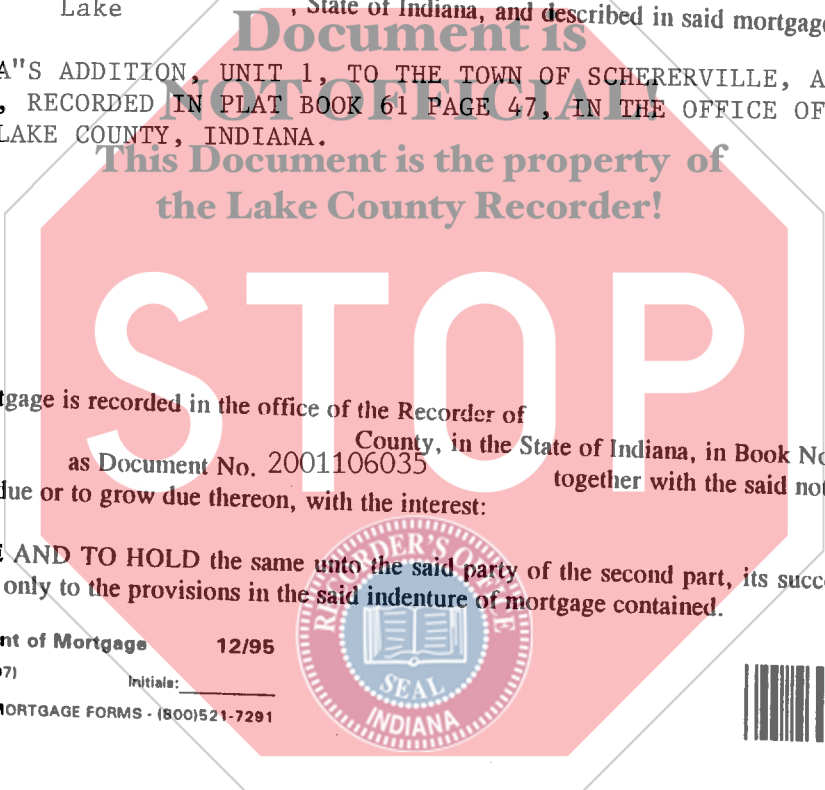 Lake , State of Indiana, and described in said mortgage
Document is
A"S ADDITION, UNIT 1, TO THE TOWN OF SCHERERVILLE, A
NOT OFFICIAL!
, RECORDED IN PLAT BOOK 61 PAGE 47, IN THE OFFICE OF
LAKE COUNTY, INDIANA.
This Document is the property of
the Lake County Recorder!
STOP
tgage is recorded in the office of the Recorder of
County, in the State of Indiana, in Book No
as Document No. 2001106035 together with the said not
due or to grow due thereon, with the interest:
E AND TO HOLD the same unto the said party of the second part, its succe
only to the provisions in the said indenture of mortgage contained.
RECORDER'S OFFICE
SEAL
INDIANA
nt of Mortgage 12/95
97)
Initials:
MORTGAGE FORMS - (800)521-7291